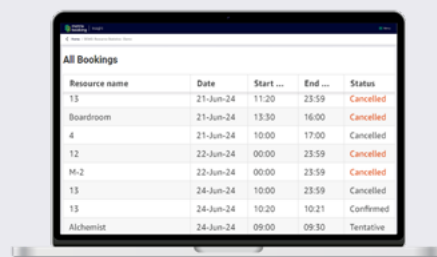 matrix booking Insight
Home
All Bookings
Resource name Date Start ... End ... Status
13 21-Jun-24 11:20 23:59 Cancelled
Boardroom 21-Jun-24 13:30 16:00 Cancelled
4 21-Jun-24 10:00 17:00 Cancelled
12 22-Jun-24 00:00 23:59 Cancelled
M-2 22-Jun-24 00:00 23:59 Cancelled
13 24-Jun-24 10:00 23:59 Cancelled
13 24-Jun-24 10:20 10:21 Confirmed
Alchemist 24-Jun-24 09:00 09:30 Tentative